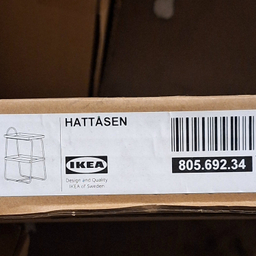 HATTÅSEN
IKEA
Design and Quality
IKEA of Sweden
805.692.34